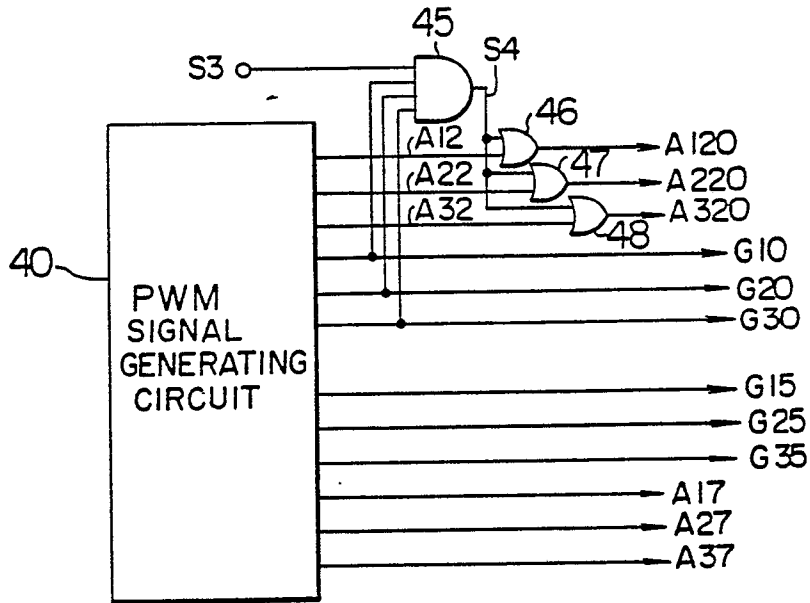 45
S3
S4
46
A12
A120
47
A22
A220
A32
A320
48
40
G10
PWM
SIGNAL
GENERATING
CIRCUIT
G20
G30
G15
G25
G35
A17
A27
A37